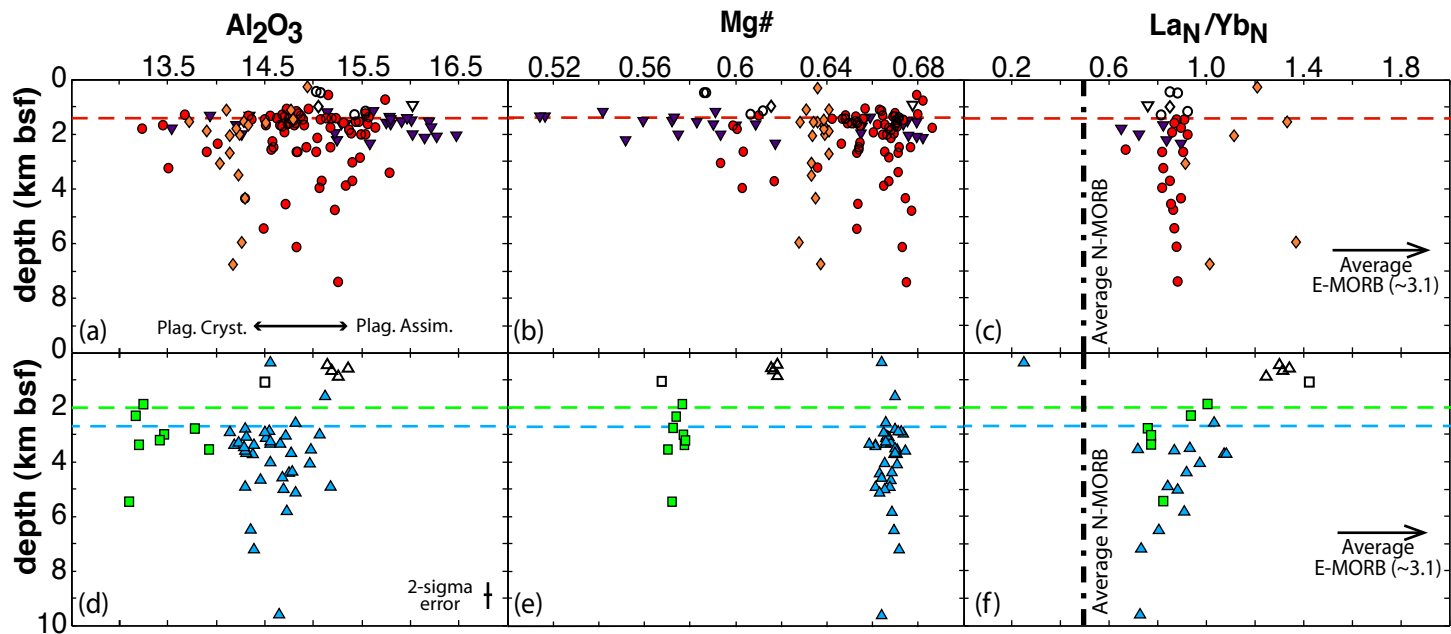 Al2O3 Mg# LaN/YbN
13.5 14.5 15.5 16.5 0.52 0.56 0.6 0.64 0.68 0.2 0.6 1.0 1.4 1.8
0
2
4
6
8
depth (km bsf)
Plag. Cryst.
Plag. Assim.
(a)
(b)
Average N-MORB
Average
E-MORB (~3.1)
(c)
0
2
4
6
8
10
depth (km bsf)
2-sigma
error
(d)
(e)
Average N-MORB
Average
E-MORB (~3.1)
(f)